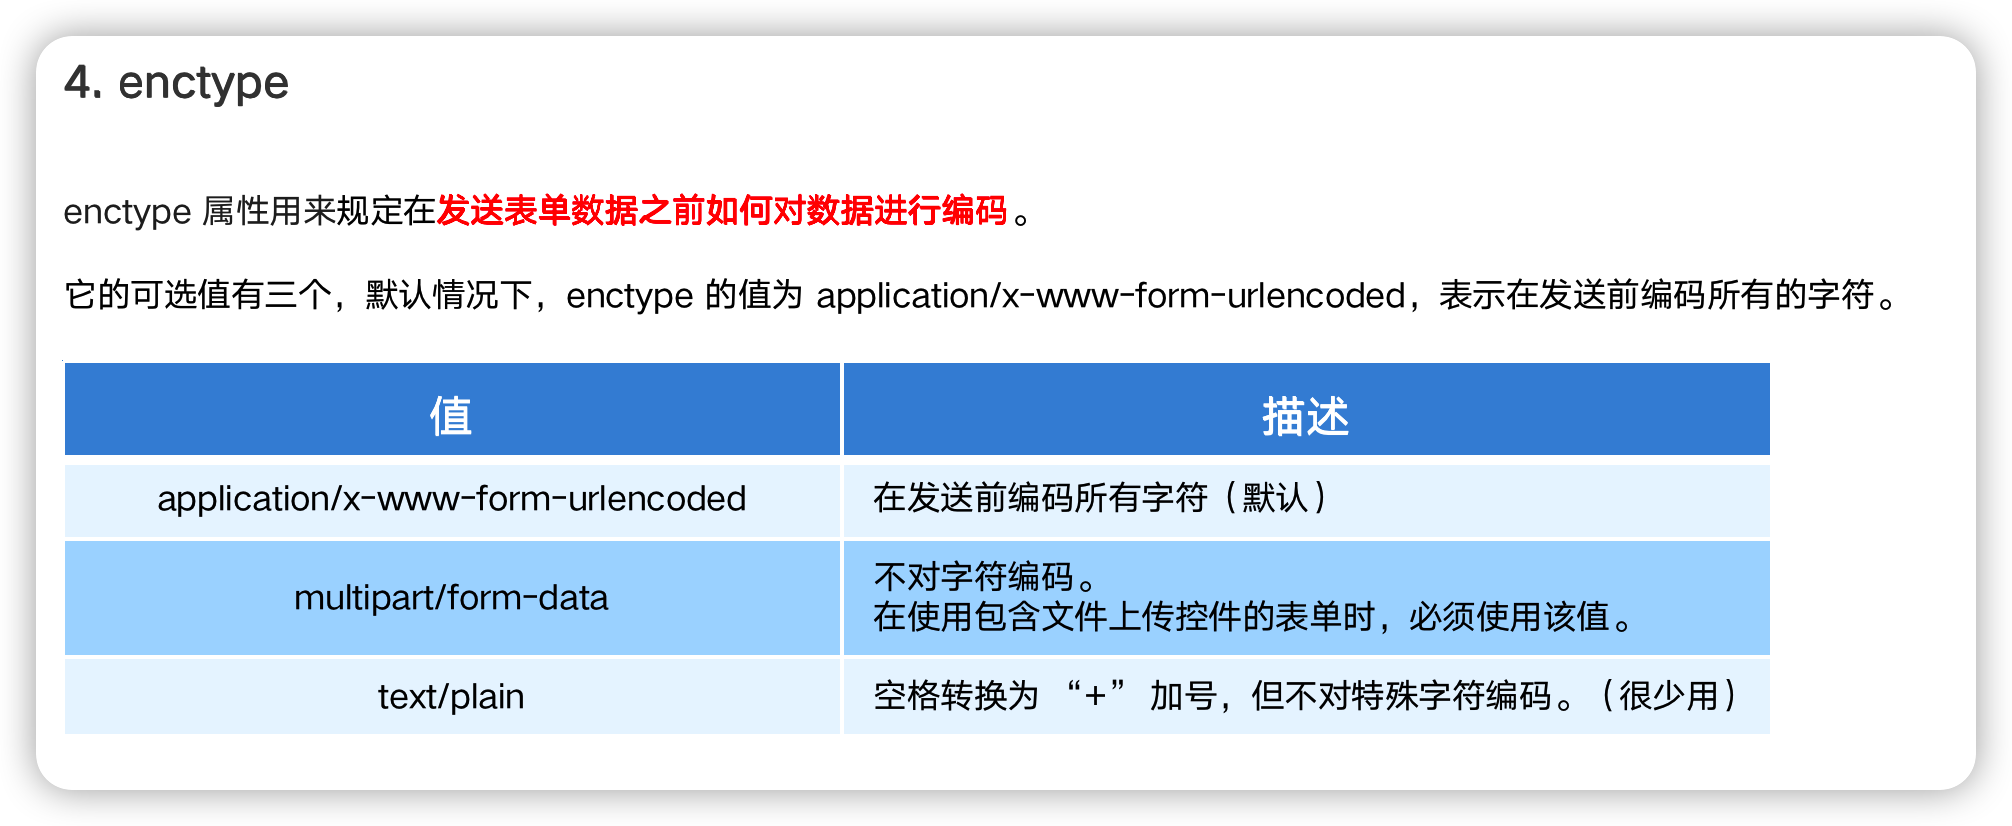 4. enctype
enctype 属性用来规定在发送表单数据之前如何对数据进行编码。
它的可选值有三个，默认情况下，enctype 的值为 application/x-www-form-urlencoded，表示在发送前编码所有的字符。
值 描述
application/x-www-form-urlencoded 在发送前编码所有字符（默认）
multipart/form-data 不对字符编码。
在使用包含文件上传控件的表单时，必须使用该值。
text/plain 空格转换为 “+” 加号，但不对特殊字符编码。（很少用）